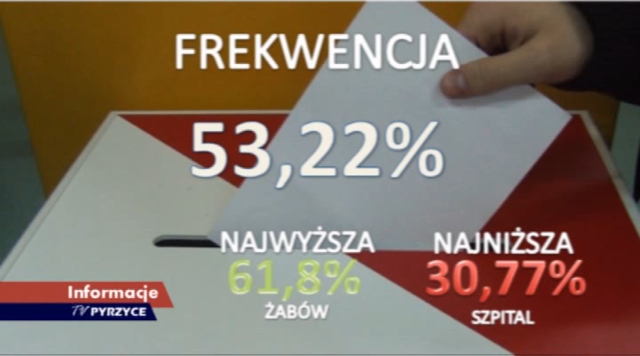 FREKWENCJA
53,22%
NAJWYŻSZA
61,8%
ŻABÓW
NAJNIŻSZA
30,77%
SZPITAL
Informacje
TV PYRZYCE